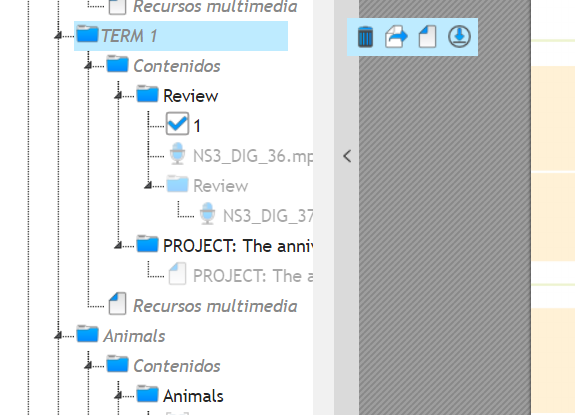 Recursos multimedia
TERM 1
Contenidos
Review
1
NS3_DIG_36.mp
Review
NS3_DIG_37
PROJECT: The anni
PROJECT: The a
Recursos multimedia
Animals
Contenidos
Animals